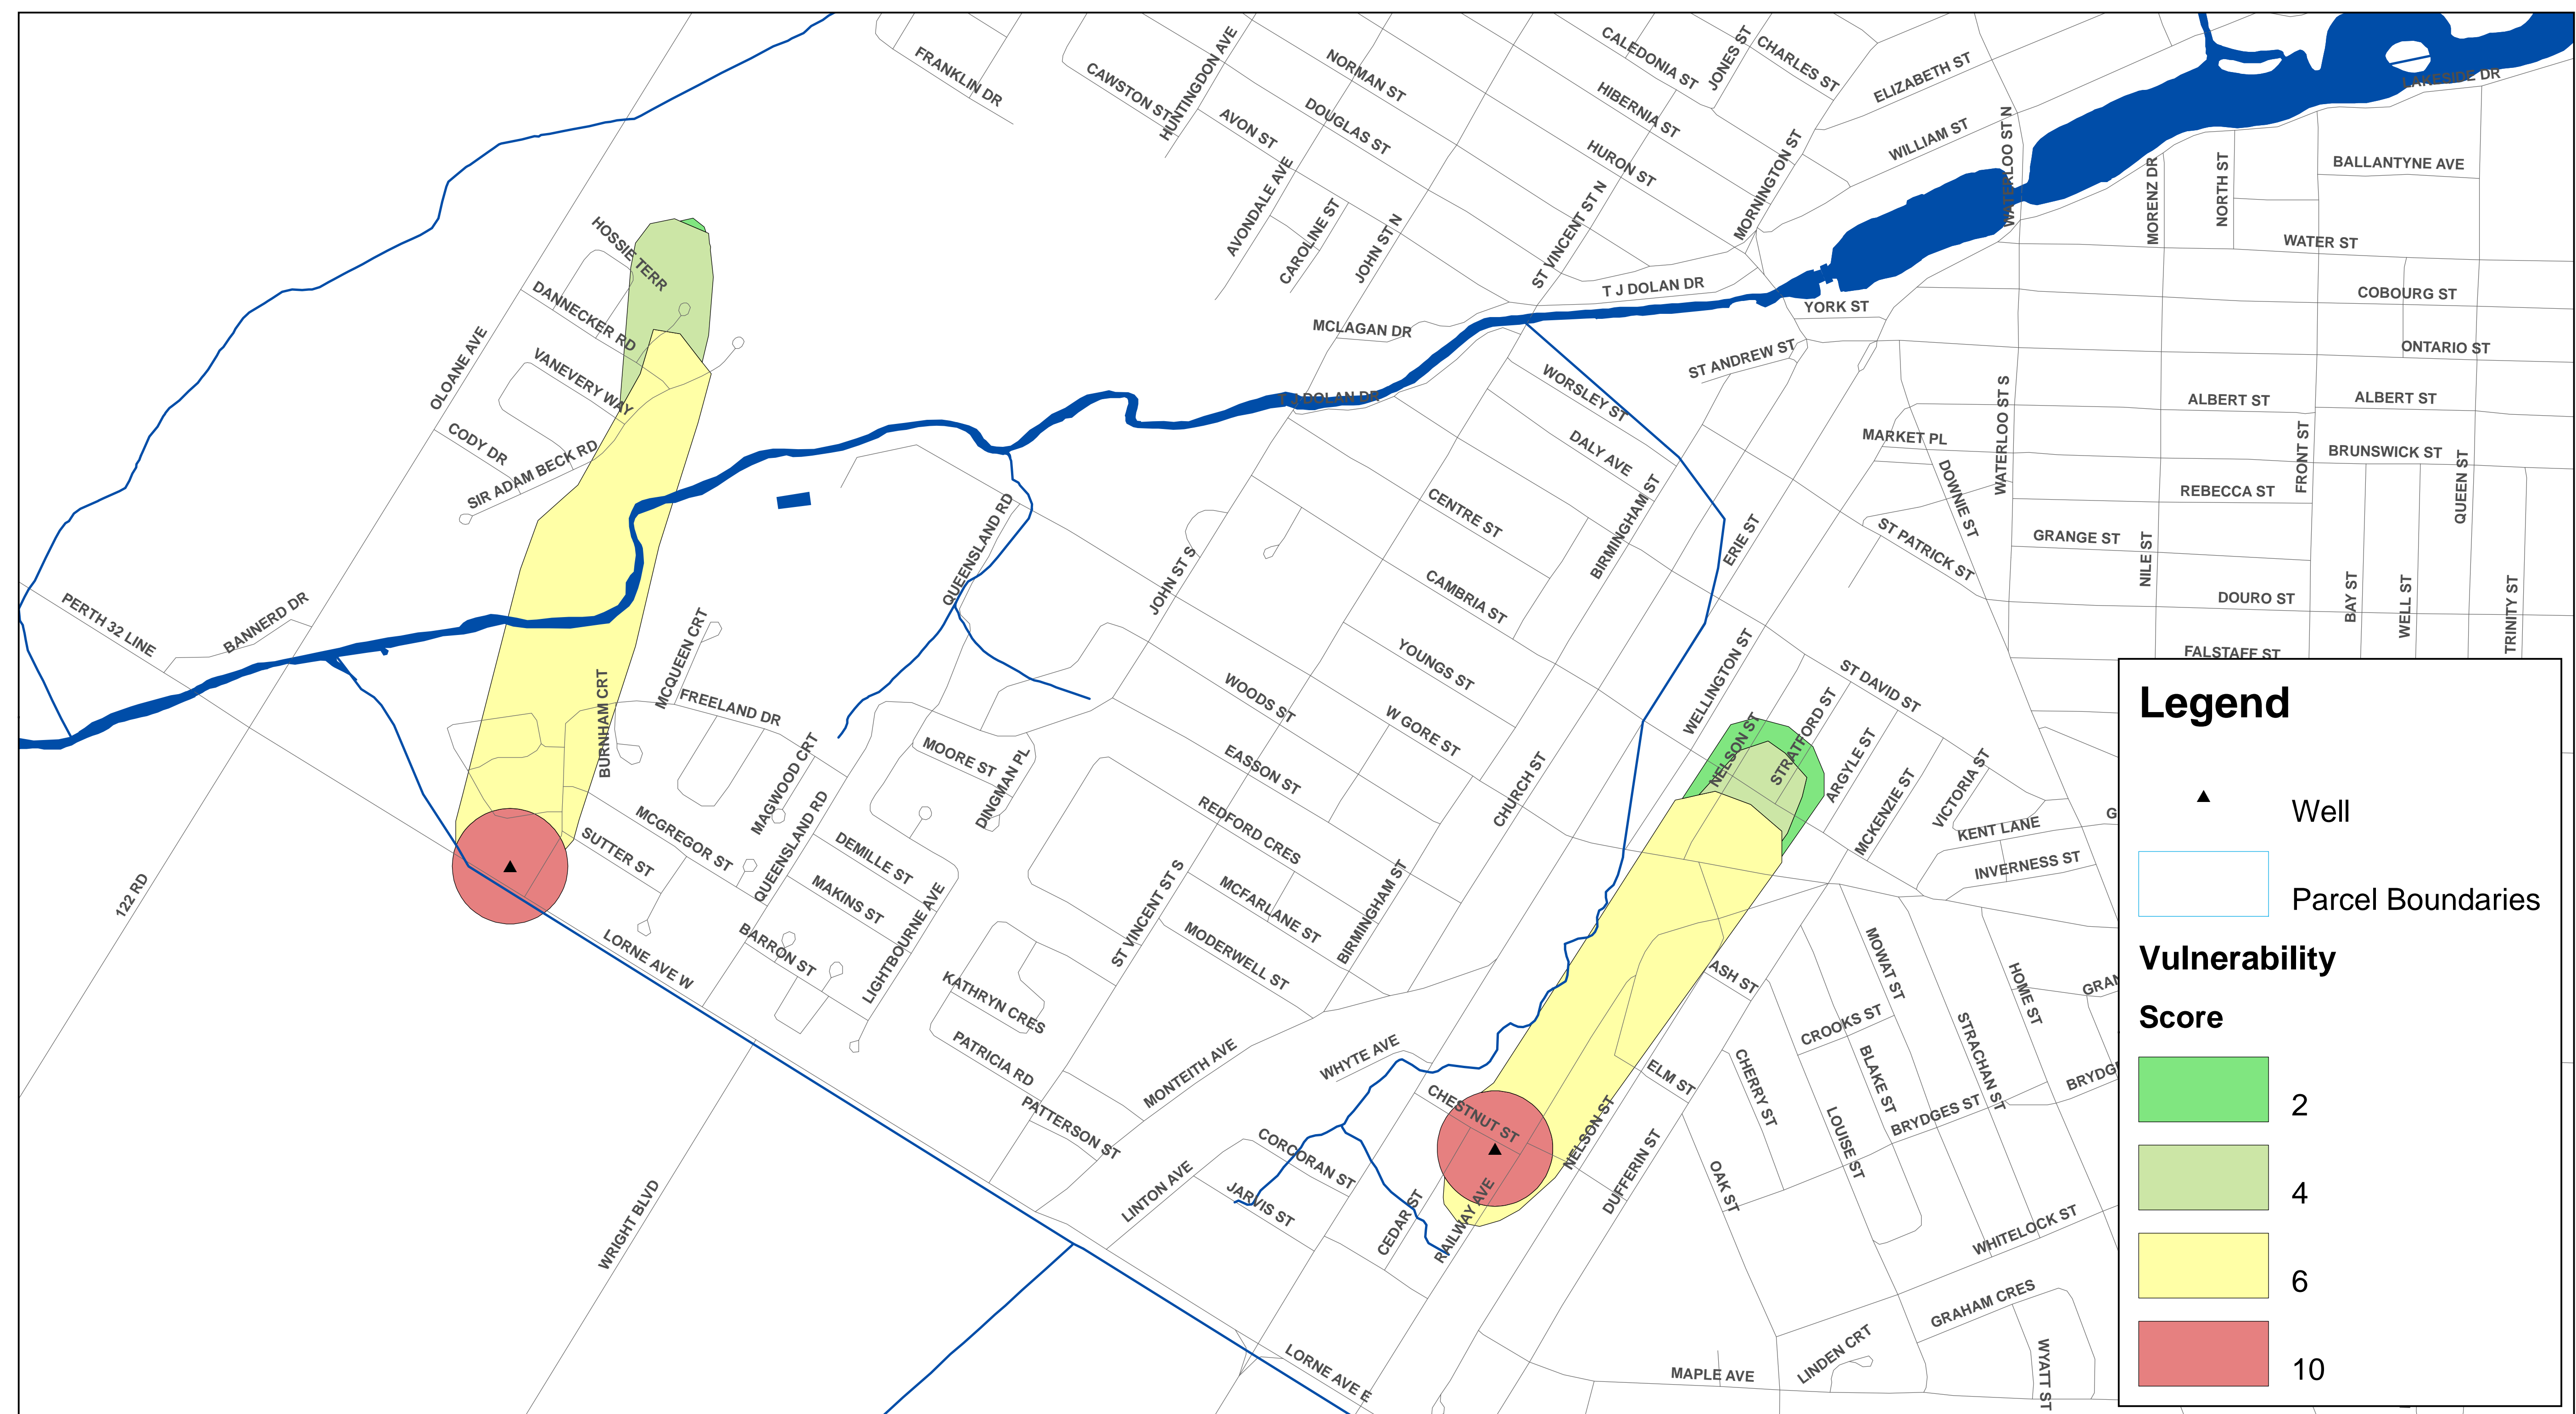 FRANKLIN DR
CAWSTON ST
HUNTINGDON AVE
NORMAN ST
CALEDONIA ST
JONES ST
CHARLES ST
ELIZABETH ST
LAKESIDE DR
HIBERNIA ST
DOUGLAS ST
AVON ST
HURON ST
WILLIAM ST
WATERLOO ST N
MORNINGTON ST
BALLANTYNE AVE
MORENZ DR
NORTH ST
AVONDALE AVE
CAROLINE ST
JOHN ST N
ST VINCENT ST N
HOSSIE TERR
WATER ST
T J DOLAN DR
YORK ST
COBOURG ST
DANNECKER RD
MCLAGAN DR
ST ANDREW ST
ONTARIO ST
OLOANE AVE
VANEVERY WAY
T J DOLAN DR
WORSLEY ST
WATERLOO ST S
ALBERT ST
ALBERT ST
CODY DR
SIR ADAM BECK RD
DALY AVE
MARKET PL
BRUNSWICK ST
FRONT ST
DOWNIE ST
QUEEN ST
REBECCA ST
QUEENSLAND RD
CENTRE ST
BIRMINGHAM ST
ERIE ST
ST PATRICK ST
GRANGE ST
NILE ST
JOHN ST S
CAMBRIA ST
DOURO ST
BAY ST
WELL ST
TRINITY ST
PERTH 32 LINE
BANNERD DR
MCQUEEN CRT
YOUNGS ST
WELLINGTON ST
ST DAVID ST
FALSTAFF ST
BURNHAM CRT
FREELAND DR
WOODS ST
W GORE ST
NELSON ST
STRATFORD ST
ARGYLE ST
VICTORIA ST
MCKENZIE ST
MAGWOOD CRT
MOORE ST
DINGMAN PL
EASSON ST
CHURCH ST
REDFORD CRES
KENT LANE
G
INVERNESS ST
SUTTER ST
MCGREGOR ST
QUEENSLAND RD
DEMILLE ST
MAKINS ST
LIGHTBOURNE AVE
122 RD
LORNE AVE W
BARRON ST
ST VINCENT ST S
MCFARLANE ST
BIRMINGHAM ST
MODERWELL ST
KATHRYN CRES
ASH ST
MOWAT ST
HOME ST
GRAN
CROOKS ST
STRACHAN ST
PATRICIA RD
MONTEITH AVE
WHYTE AVE
ELM ST
CHERRY ST
BLAKE ST
BRYDG
CHESTNUT ST
PATTERSON ST
NELSON ST
LOUISE ST
BRYDGES ST
CORCORAN ST
LINTON AVE
JARVIS ST
CEDAR ST
RAILWAY AVE
DUFFERIN ST
OAK ST
WRIGHT BLVD
WHITELOCK ST
GRAHAM CRES
LORNE AVE E
MAPLE AVE
LINDEN CRT
WYATT ST
Legend
Well
Parcel Boundaries
Vulnerability
Score
2
4
6
10